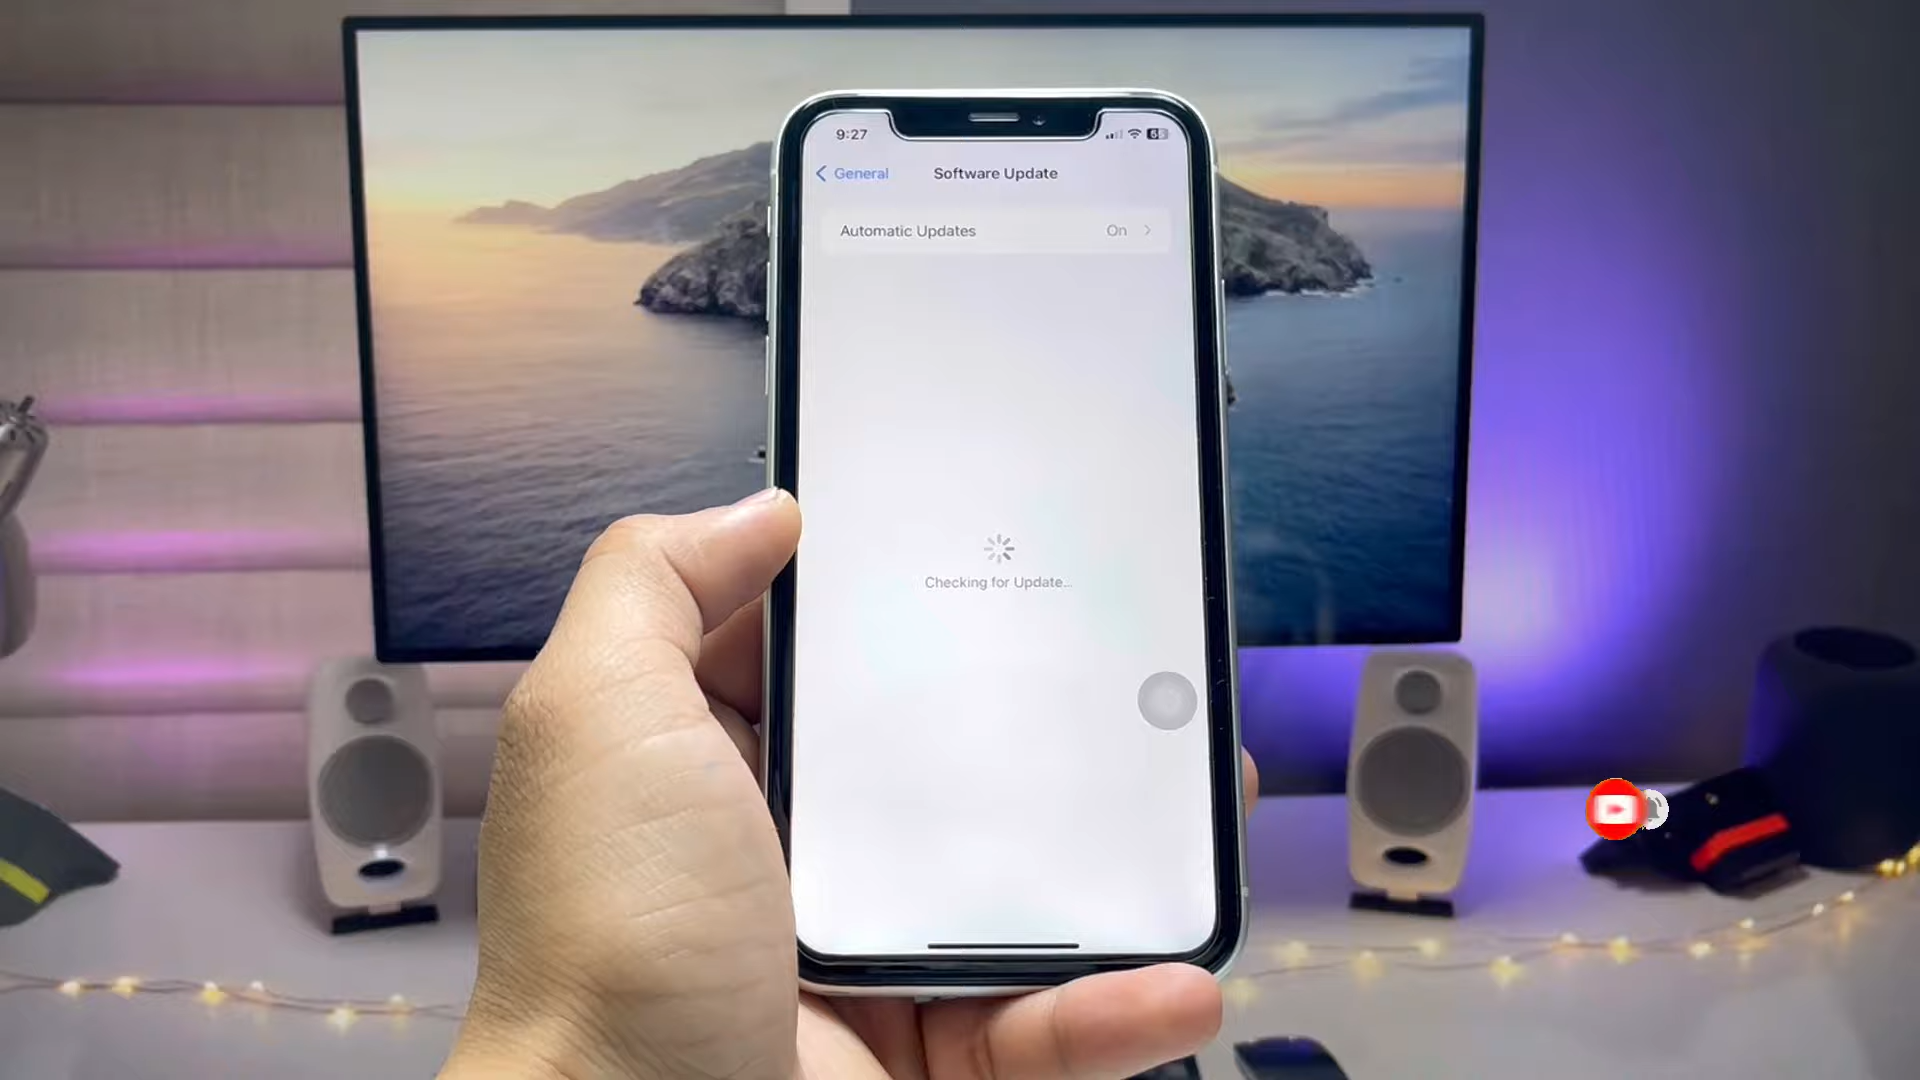 9:27
General
Software Update
Automatic Updates
On
Checking for Update...